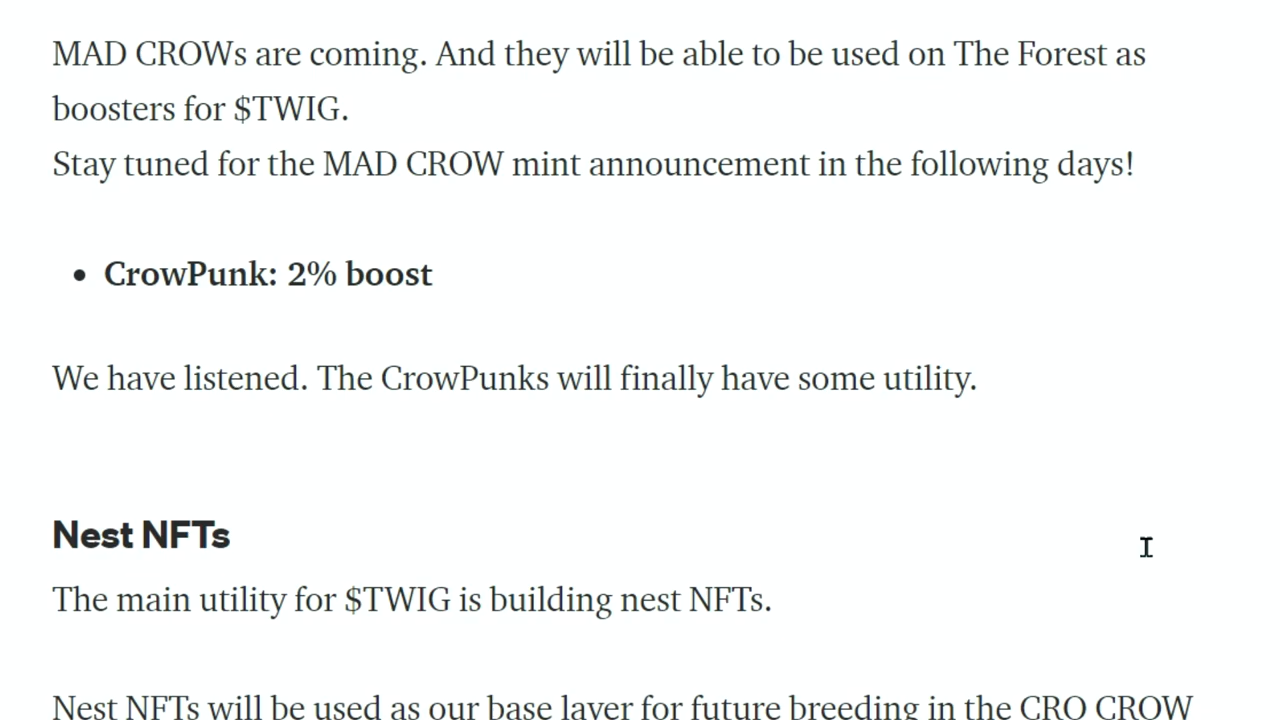 MAD CROWs are coming. And they will be able to be used on The Forest as
boosters for $TWIG.
Stay tuned for the MAD CROW mint announcement in the following days!
• CrowPunk: 2% boost
We have listened. The CrowPunks will finally have some utility.
Nest NFTs
The main utility for $TWIG is building nest NFTs.
Nest NFTs will be used as our base layer for future breeding in the CRO CROW